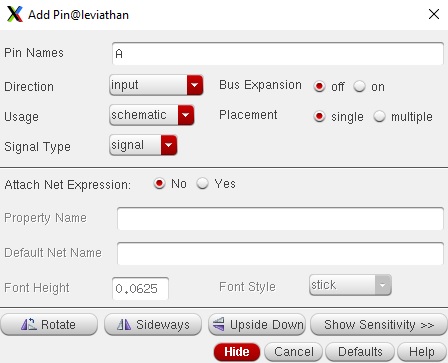 Add Pin@leviathan
Pin Names A
Direction input Bus Expansion off on
Usage schematic Placement single multiple
Signal Type signal
Attach Net Expression: No Yes
Property Name
Default Net Name
Font Height 0.0625 Font Style stick
Rotate Sideways Upside Down Show Sensitivity >>
Hide Cancel Defaults Help